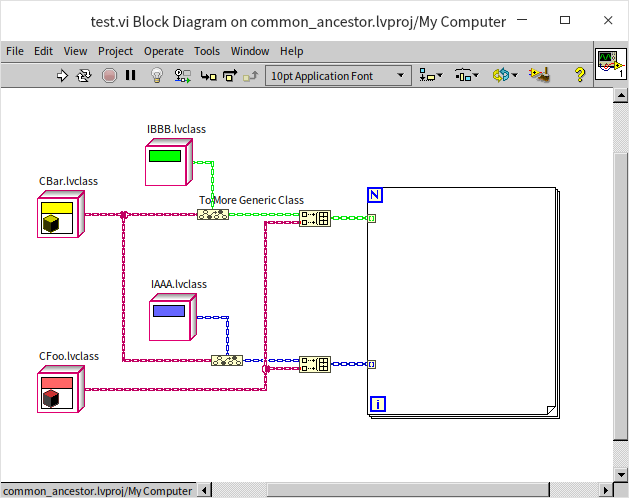 test.vi Block Diagram on common_ancestor.lvproj/My Computer
File Edit View Project Operate Tools Window Help
10pt Application Font
?
1
IBBB.lvclass
CBar.lvclass
To More Generic Class
N
IAAA.lvclass
CFoo.lvclass
i
common_ancestor.lvproj/My Computer